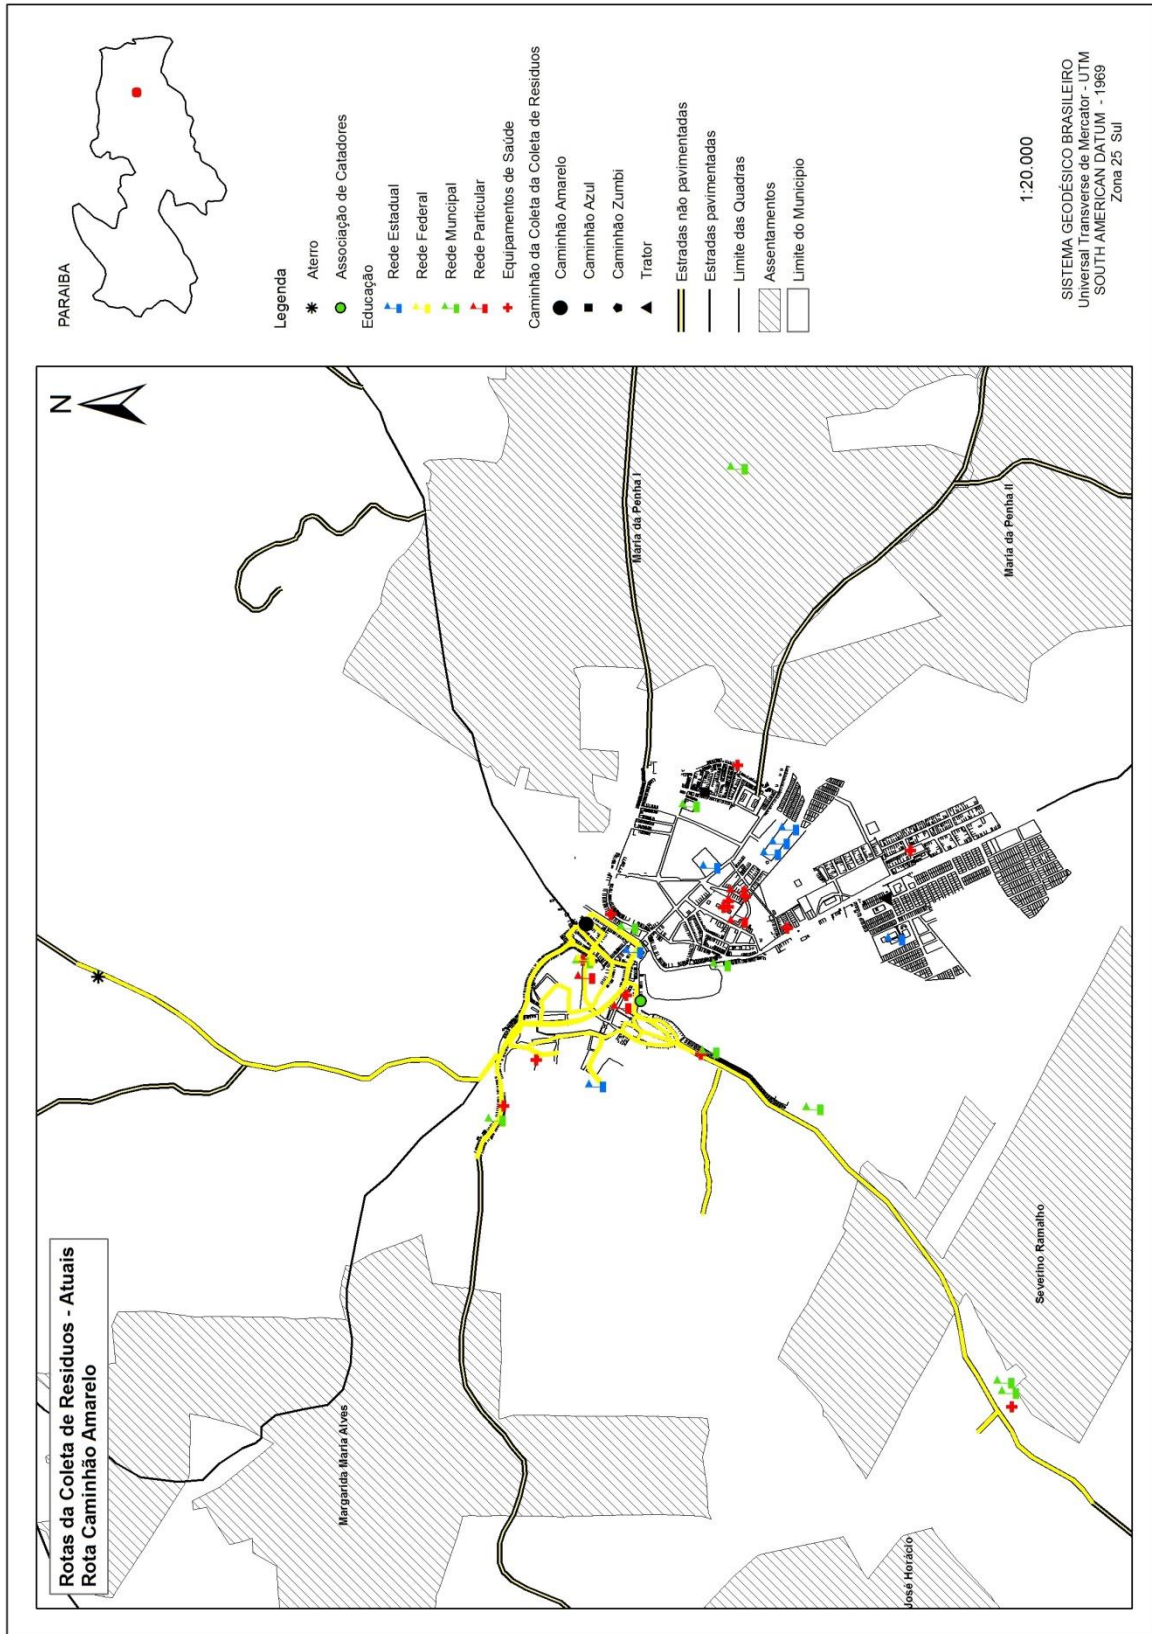 Rotas da Coleta de Residuos - Atuais
Rota Caminhão Amarelo
N
Margarida Maria Alves
José Horácio
Severino Ramalho
Maria da Penha I
Maria da Penha II
PARAIBA
Legenda
Aterro
Associação de Catadores
Educação
Rede Estadual
Rede Federal
Rede Muncipal
Rede Particular
Equipamentos de Saúde
Caminhão da Coleta da Coleta de Residuos
Caminhão Amarelo
Caminhão Azul
Caminhão Zumbi
Trator
Estradas não pavimentadas
Estradas pavimentadas
Limite das Quadras
Assentamentos
Limite do Municipio
1:20.000
SISTEMA GEODÉSICO BRASILEIRO
Universal Transverse de Mercator - UTM
SOUTH AMERICAN DATUM - 1969
Zona 25 Sul